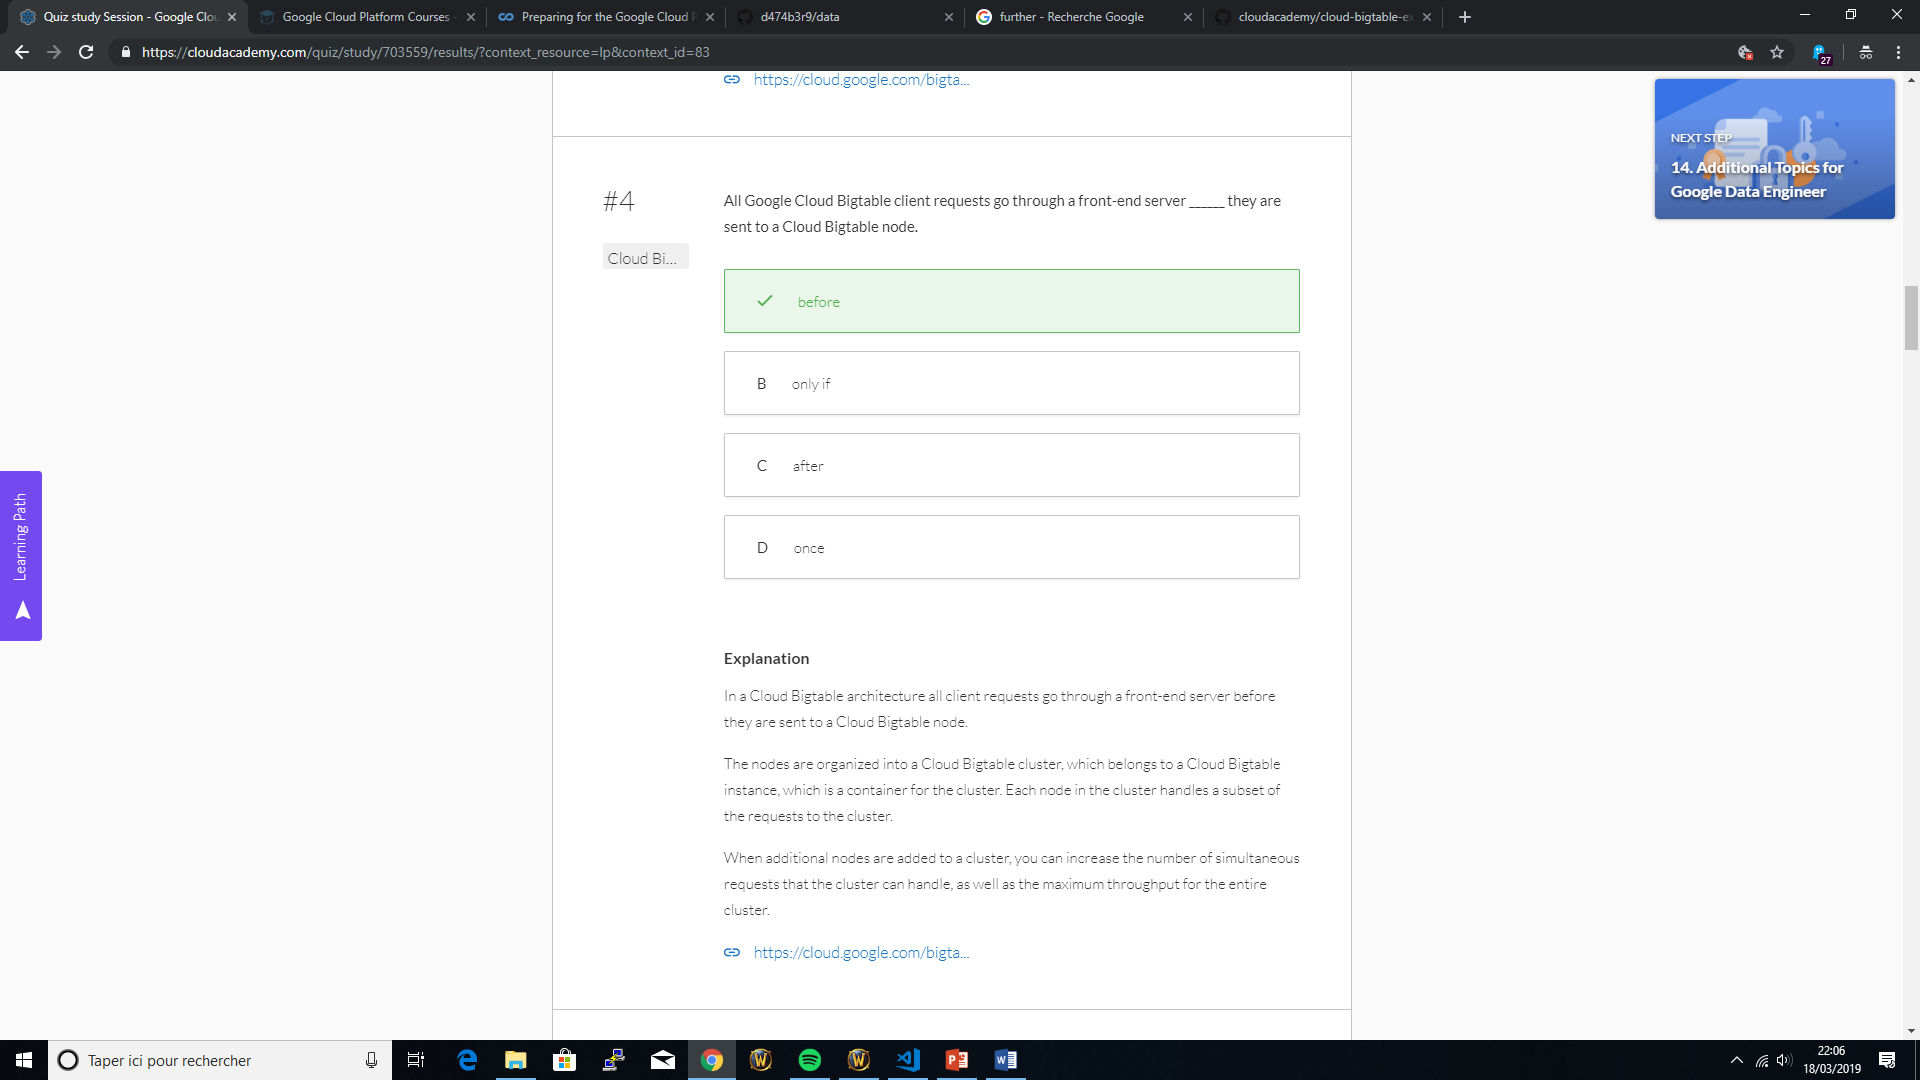 Quiz study Session - Google Clou
Google Cloud Platform Courses -
Preparing for the Google Cloud P
d474b3r9/data
further - Recherche Google
cloudacademy/cloud-bigtable-ex
https://cloudacademy.com/quiz/study/703559/results/?context_resource=lp&context_id=83
27
https://cloud.google.com/bigta...
NEXT STEP
14. Additional Topics for
Google Data Engineer
#4
Cloud Bi...
All Google Cloud Bigtable client requests go through a front-end server ______ they are
sent to a Cloud Bigtable node.
before
B only if
C after
D once
Learning Path
Explanation
In a Cloud Bigtable architecture all client requests go through a front-end server before
they are sent to a Cloud Bigtable node.
The nodes are organized into a Cloud Bigtable cluster, which belongs to a Cloud Bigtable
instance, which is a container for the cluster. Each node in the cluster handles a subset of
the requests to the cluster.
When additional nodes are added to a cluster, you can increase the number of simultaneous
requests that the cluster can handle, as well as the maximum throughput for the entire
cluster.
https://cloud.google.com/bigta...
Taper ici pour rechercher
22:06
18/03/2019